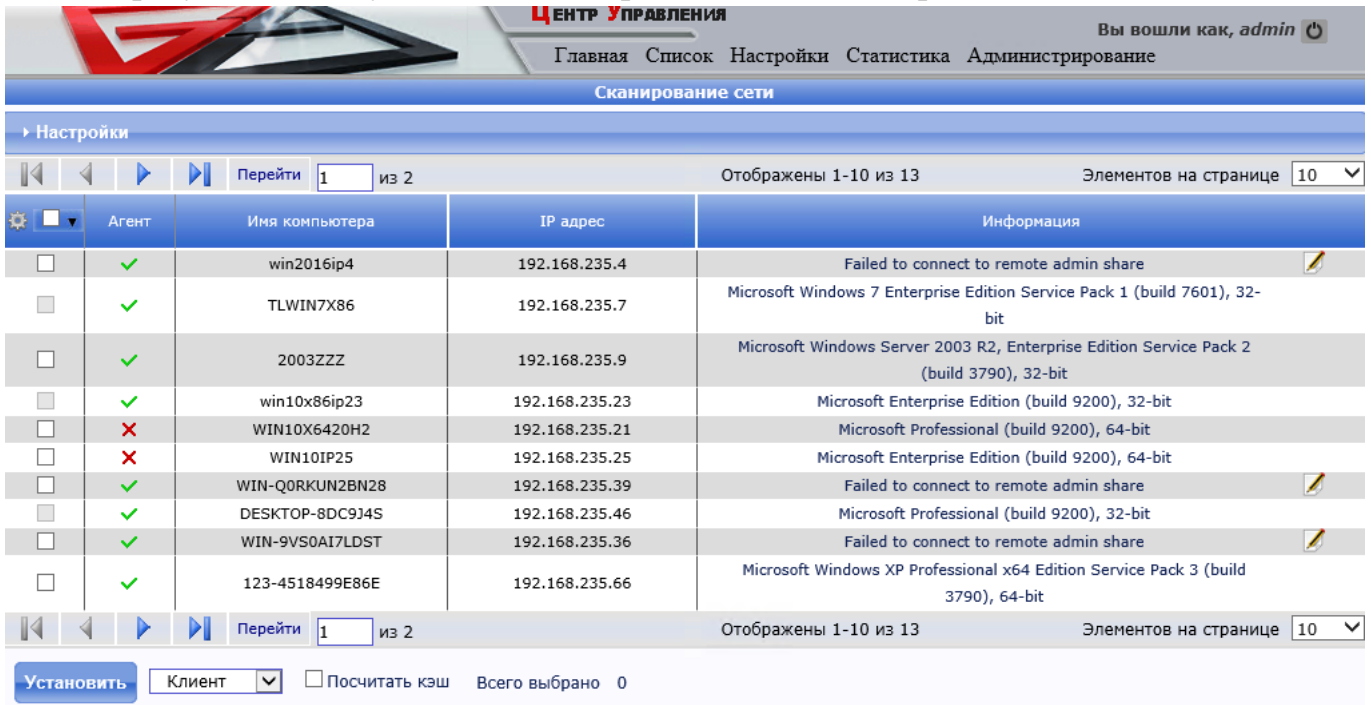 ЦЕНТР УПРАВЛЕНИЯ
Вы вошли как, admin
Главная Список Настройки Статистика Администрирование
Сканирование сети
Настройки
Перейти 1 из 2 Отображены 1-10 из 13 Элементов на странице 10
Агент Имя компьютера IP адрес Информация
win2016ip4 192.168.235.4 Failed to connect to remote admin share
TLWIN7X86 192.168.235.7 Microsoft Windows 7 Enterprise Edition Service Pack 1 (build 7601), 32-
bit
2003ZZZ 192.168.235.9 Microsoft Windows Server 2003 R2, Enterprise Edition Service Pack 2
(build 3790), 32-bit
win10x86ip23 192.168.235.23 Microsoft Enterprise Edition (build 9200), 32-bit
WIN10X6420H2 192.168.235.21 Microsoft Professional (build 9200), 64-bit
WIN10IP25 192.168.235.25 Microsoft Enterprise Edition (build 9200), 64-bit
WIN-Q0RKUN2BN28 192.168.235.39 Failed to connect to remote admin share
DESKTOP-8DC9J4S 192.168.235.46 Microsoft Professional (build 9200), 32-bit
WIN-9VS0AI7LDST 192.168.235.36 Failed to connect to remote admin share
123-4518499E86E 192.168.235.66 Microsoft Windows XP Professional x64 Edition Service Pack 3 (build
3790), 64-bit
Перейти 1 из 2 Отображены 1-10 из 13 Элементов на странице 10
Установить Клиент Посчитать кэш Всего выбрано 0